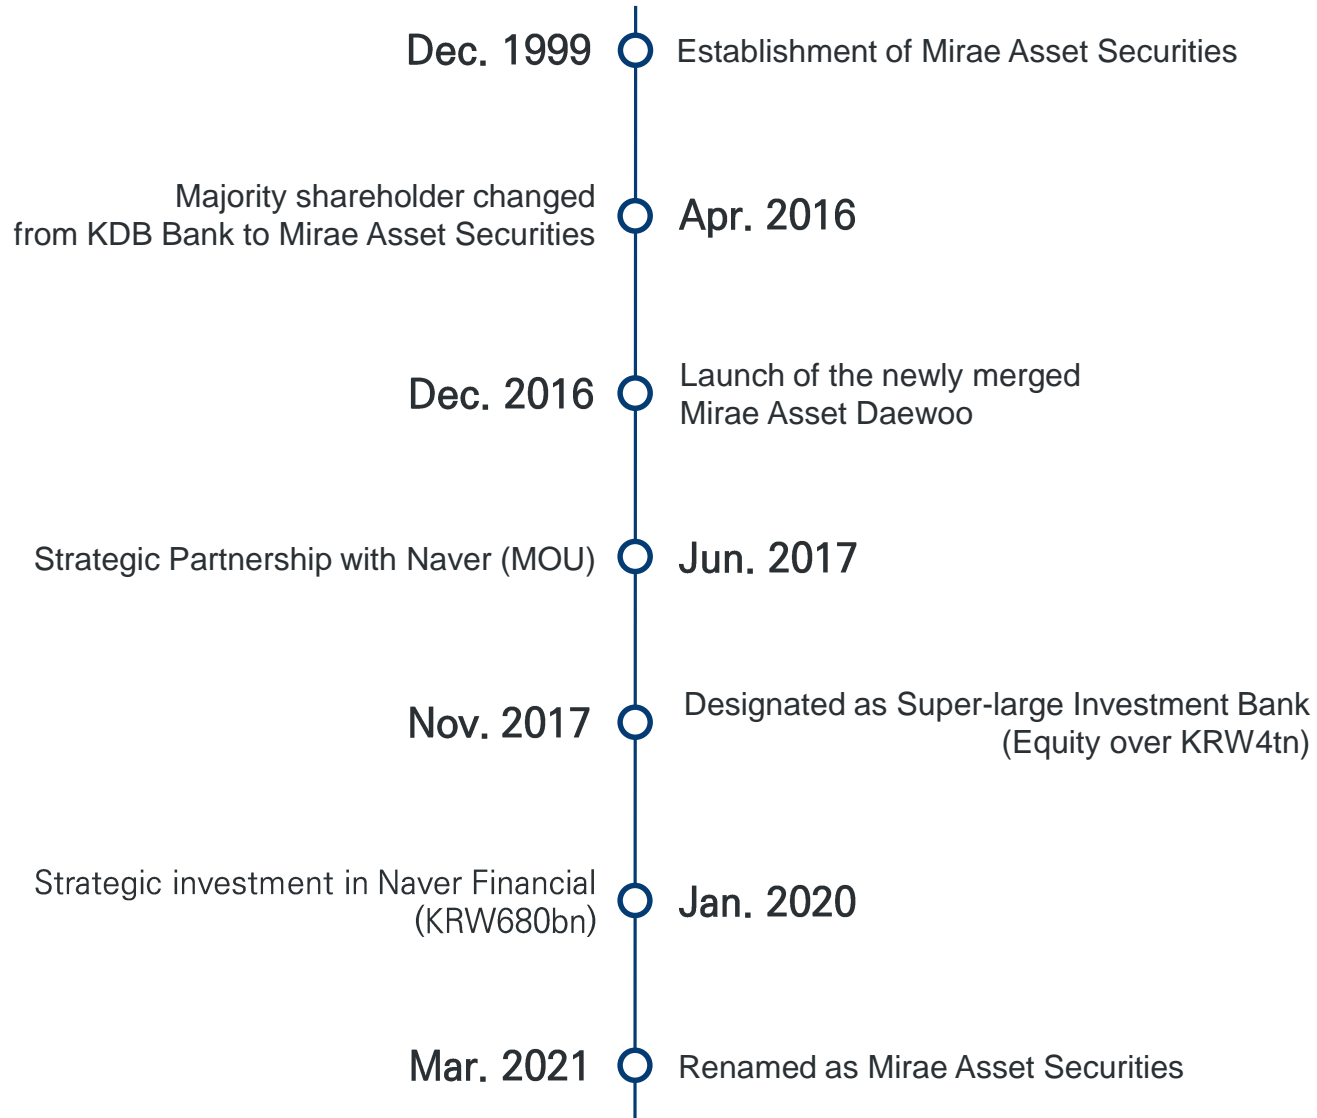 Dec. 1999
Establishment of Mirae Asset Securities
Majority shareholder changed
from KDB Bank to Mirae Asset Securities
Apr. 2016
Dec. 2016
Launch of the newly merged
Mirae Asset Daewoo
Strategic Partnership with Naver (MOU)
Jun. 2017
Nov. 2017
Designated as Super-large Investment Bank
(Equity over KRW4tn)
Strategic investment in Naver Financial
(KRW680bn)
Jan. 2020
Mar. 2021
Renamed as Mirae Asset Securities